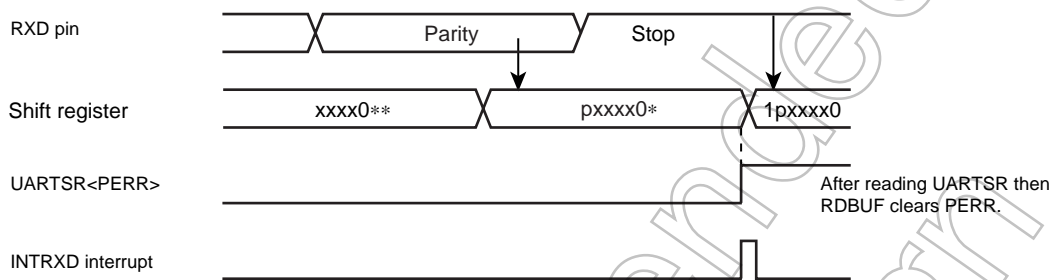 RXD pin
Parity
Stop
Shift register
xxxx0**
pxxxx0*
1pxxxx0
UARTSR<PERR>
After reading UARTSR then
RDBUF clears PERR.
INTRXD interrupt